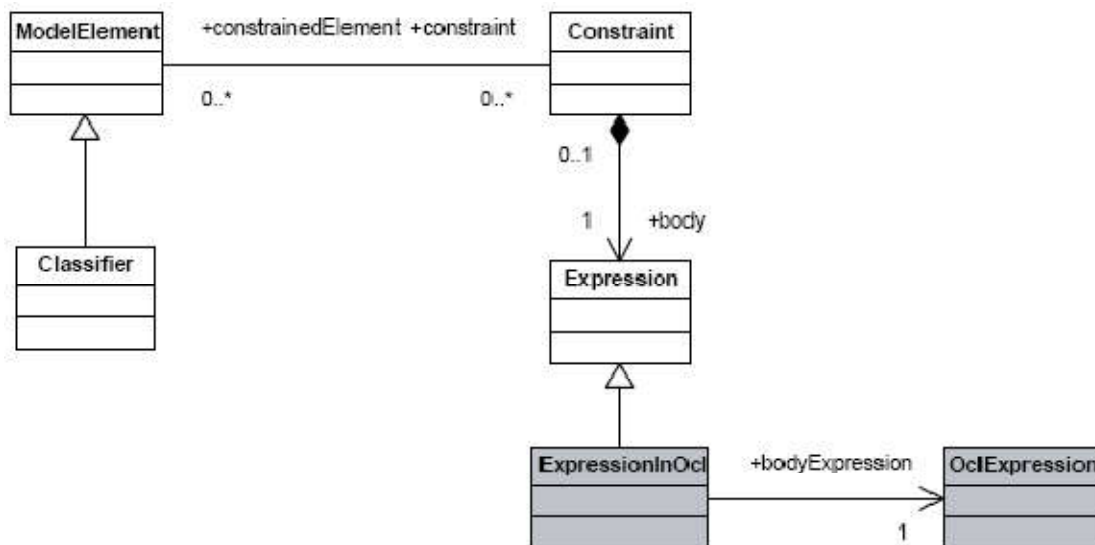 ModelElement
+constrainedElement +constraint
Constraint
0..*
0..*
0..1
1
+body
Classifier
Expression
ExpressionInOcl
+bodyExpression
OclExpression
1